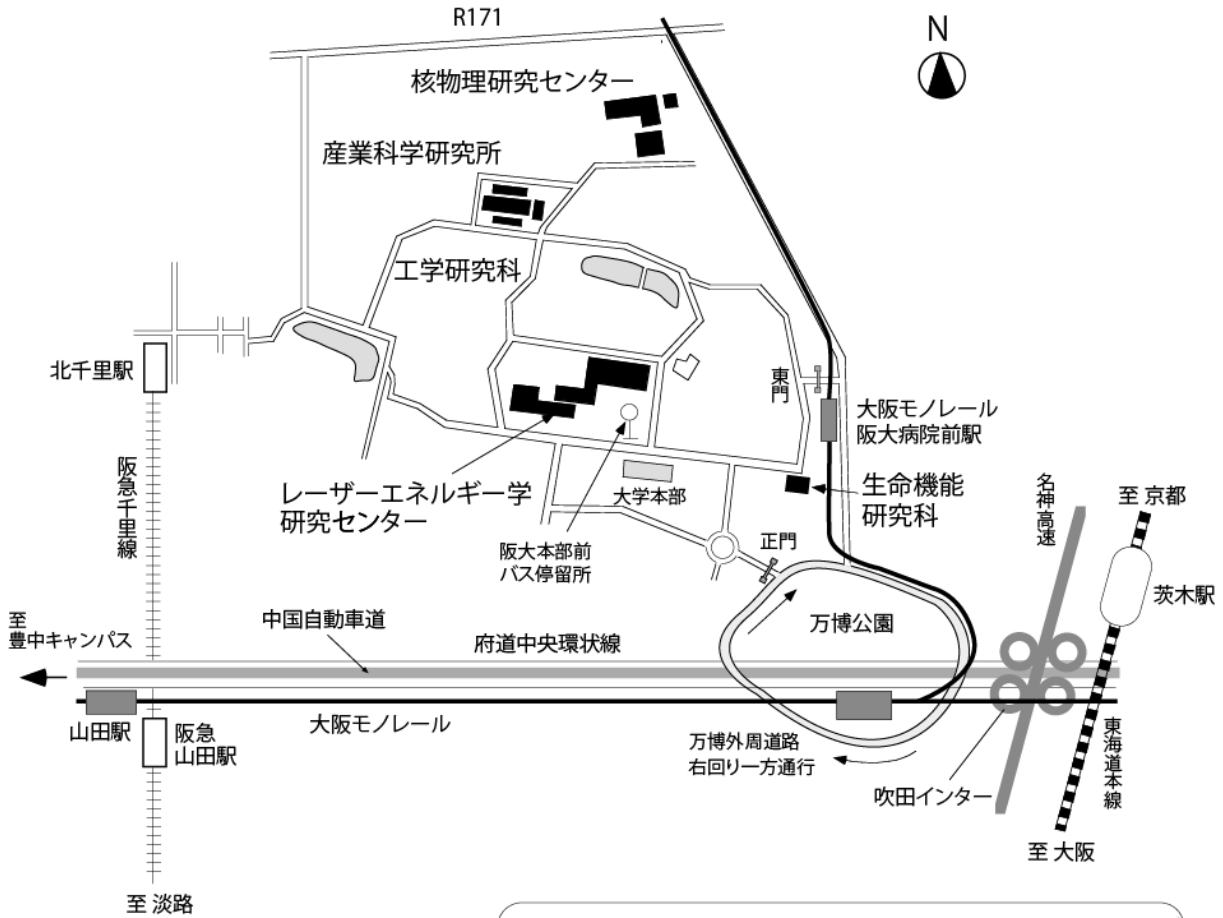 R171
N
核物理研究センター
産業科学研究所
工学研究科
北千里駅
東門
大阪モノレール
阪大病院前駅
阪急千里線
レーザーエネルギー学
研究センター
大学本部
生命機能
研究科
名神高速
至 京都
阪大本部前
バス停留所
正門
茨木駅
至
豊中キャンパス
中国自動車道
府道中央環状線
万博公園
山田駅
阪急
山田駅
大阪モノレール
万博外周道路
右回り一方通行
吹田インター
東海道本線
至 大阪
至 淡路